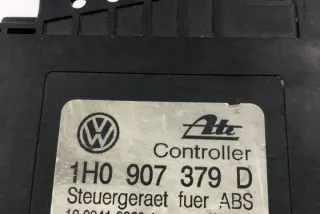 Ate
Controller
1H0 907 379 D
Steuergeraet fuer ABS